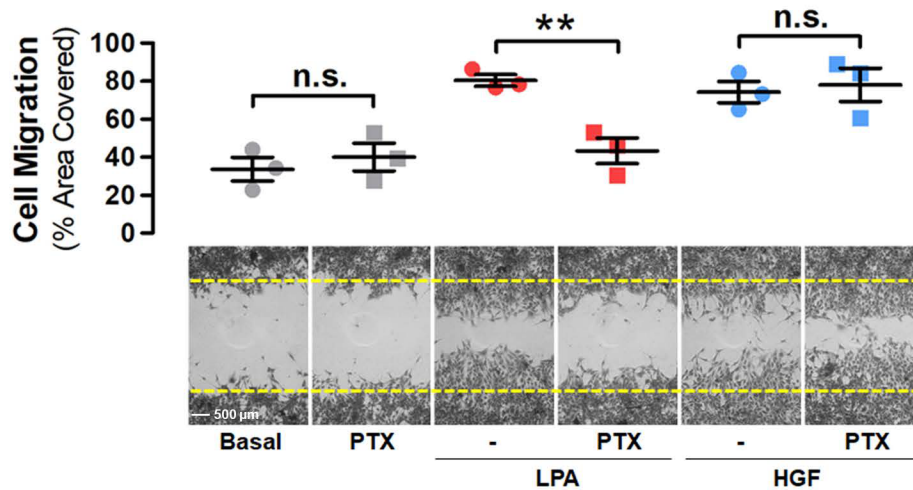 Cell Migration
(% Area Covered)
100
80
60
40
20
0
n.s.
**
n.s.
500 µm
Basal PTX - PTX - PTX
LPA HGF